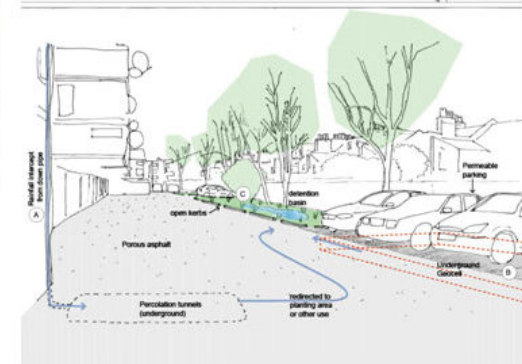 Rainfall intercept
from down pipe
A
Porous asphalt
open kerbs
C
detention
basin
Permeable
parking
Underground
Geocell
B
Percolation tunnels
(underground)
redirected to
planting area
or other use